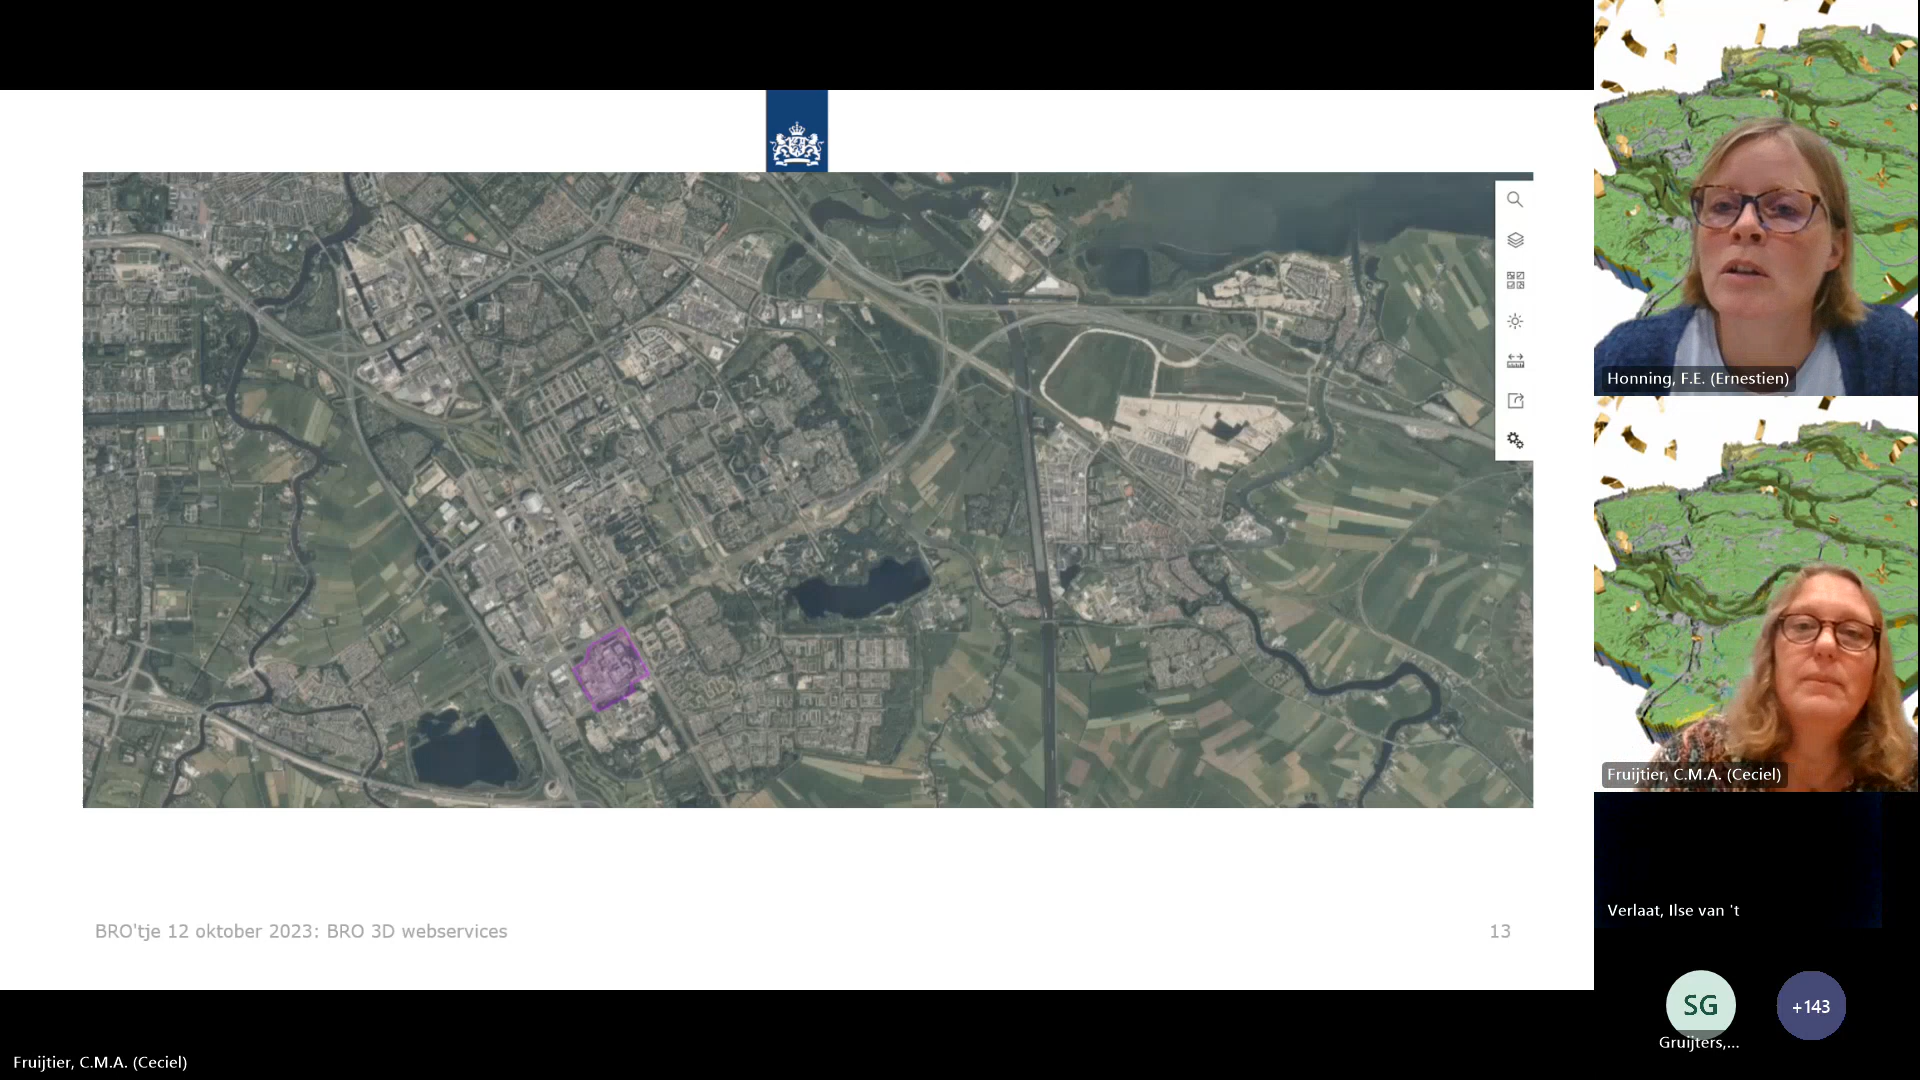 BRO'tje 12 oktober 2023: BRO 3D webservices
13
Honning, F.E. (Ernestien)
Fruijtier, C.M.A. (Ceciel)
Verlaat, Ilse van 't
SG
+143
Gruijters,...
Fruijtier, C.M.A. (Ceciel)